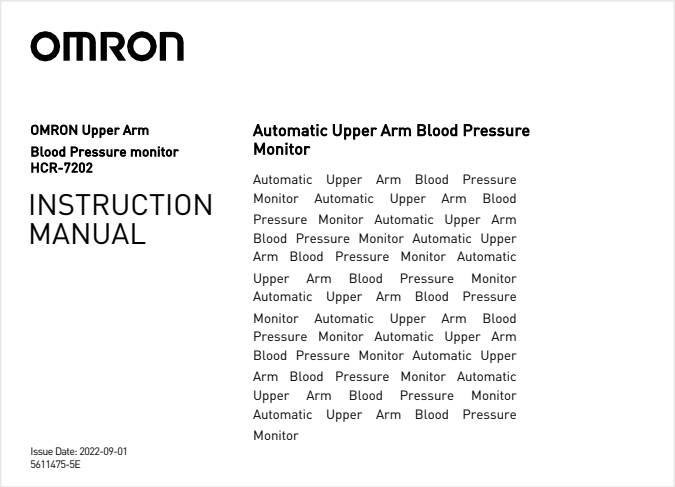 OMRON
OMRON Upper Arm
Blood Pressure monitor
HCR-7202
INSTRUCTION
MANUAL
Automatic Upper Arm Blood Pressure
Monitor
Automatic Upper Arm Blood Pressure
Monitor Automatic Upper Arm Blood
Pressure Monitor Automatic Upper Arm
Blood Pressure Monitor Automatic Upper
Arm Blood Pressure Monitor Automatic
Upper Arm Blood Pressure Monitor
Automatic Upper Arm Blood Pressure
Monitor Automatic Upper Arm Blood
Pressure Monitor Automatic Upper Arm
Blood Pressure Monitor Automatic Upper
Arm Blood Pressure Monitor Automatic
Upper Arm Blood Pressure Monitor
Automatic Upper Arm Blood Pressure
Monitor
Issue Date: 2022-09-01
5611475-5E